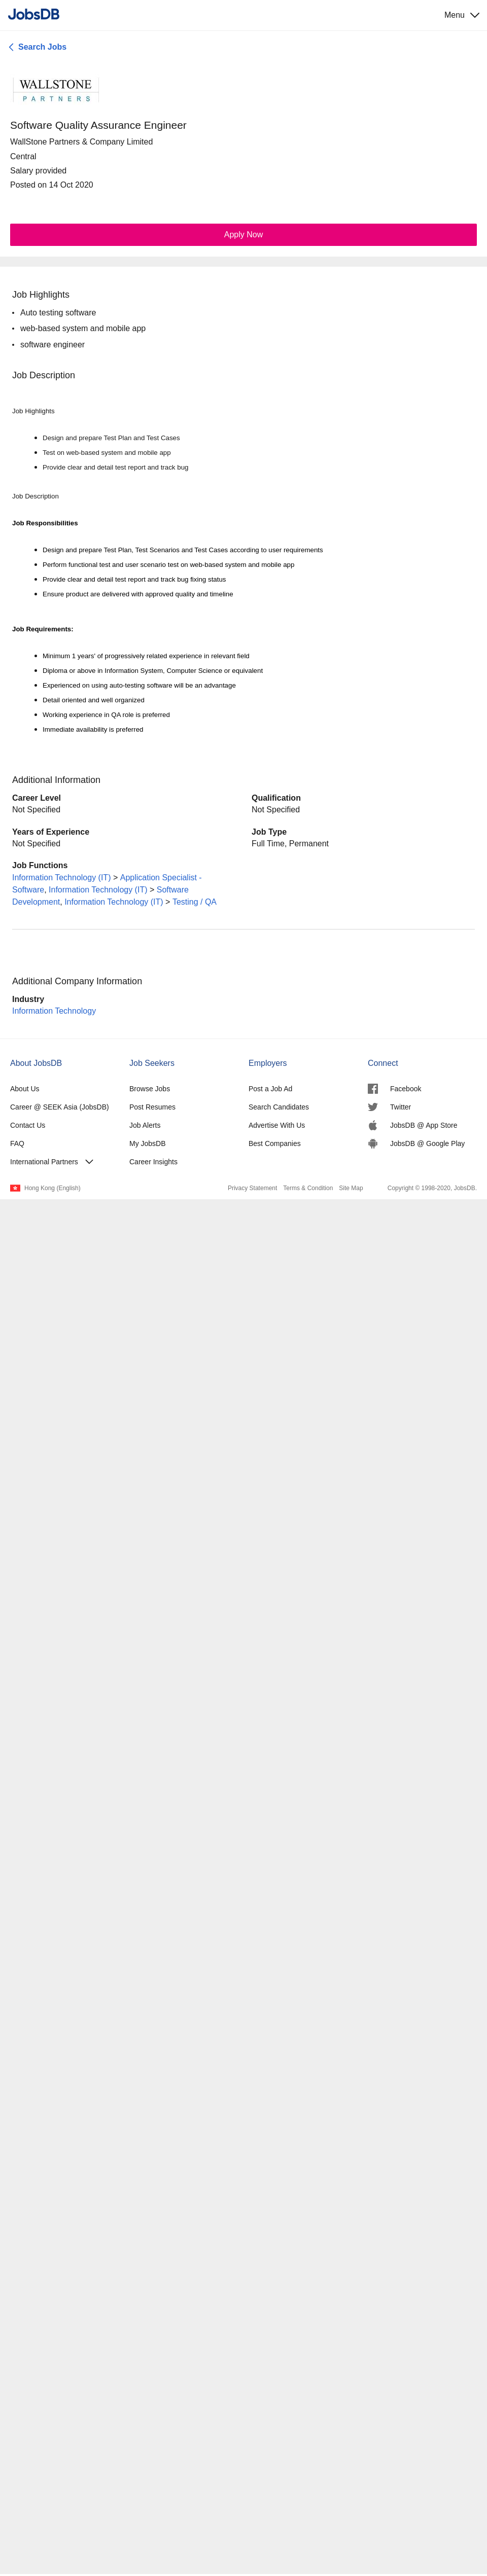 JobsDB
Menu
Search Jobs
WALLSTONE
PARTNERS
Software Quality Assurance Engineer
WallStone Partners & Company Limited
Central
Salary provided
Posted on 14 Oct 2020
Apply Now
Job Highlights
• Auto testing software
• web-based system and mobile app
• software engineer
Job Description
Job Highlights
• Design and prepare Test Plan and Test Cases
• Test on web-based system and mobile app
• Provide clear and detail test report and track bug
Job Description
Job Responsibilities
• Design and prepare Test Plan, Test Scenarios and Test Cases according to user requirements
• Perform functional test and user scenario test on web-based system and mobile app
• Provide clear and detail test report and track bug fixing status
• Ensure product are delivered with approved quality and timeline
Job Requirements:
• Minimum 1 years' of progressively related experience in relevant field
• Diploma or above in Information System, Computer Science or equivalent
• Experienced on using auto-testing software will be an advantage
• Detail oriented and well organized
• Working experience in QA role is preferred
• Immediate availability is preferred
Additional Information
Career Level
Not Specified
Qualification
Not Specified
Years of Experience
Not Specified
Job Type
Full Time, Permanent
Job Functions
Information Technology (IT) > Application Specialist -
Software, Information Technology (IT) > Software
Development, Information Technology (IT) > Testing / QA
Additional Company Information
Industry
Information Technology
About JobsDB
About Us
Career @ SEEK Asia (JobsDB)
Contact Us
FAQ
International Partners
Job Seekers
Browse Jobs
Post Resumes
Job Alerts
My JobsDB
Career Insights
Employers
Post a Job Ad
Search Candidates
Advertise With Us
Best Companies
Connect
Facebook
Twitter
JobsDB @ App Store
JobsDB @ Google Play
Hong Kong (English)
Privacy Statement Terms & Condition Site Map
Copyright © 1998-2020, JobsDB.